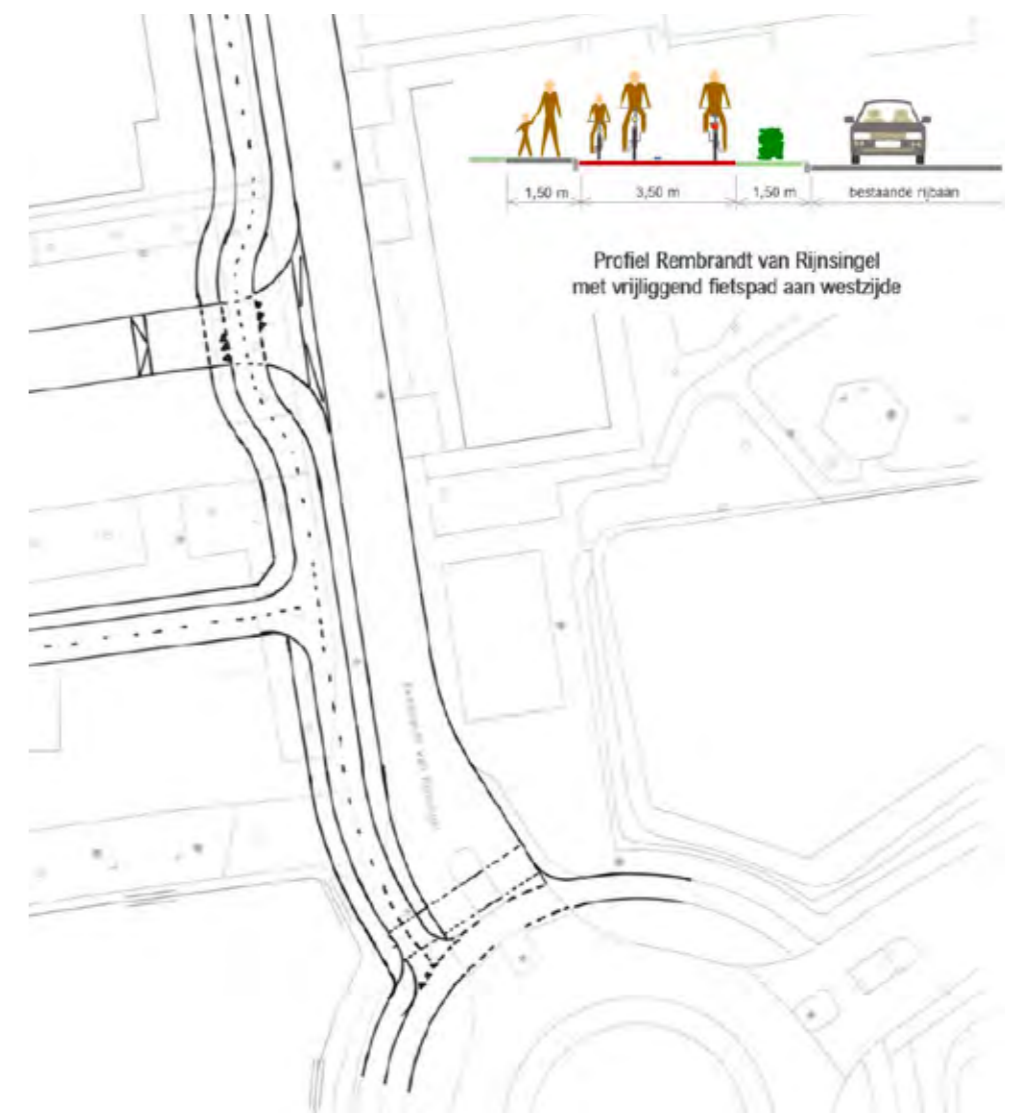 1,50 m 3,50 m 1,50 m bestaande rijbaan
Profiel Rembrandt van Rijnsingel
met vrijliggend fietspad aan westzijde